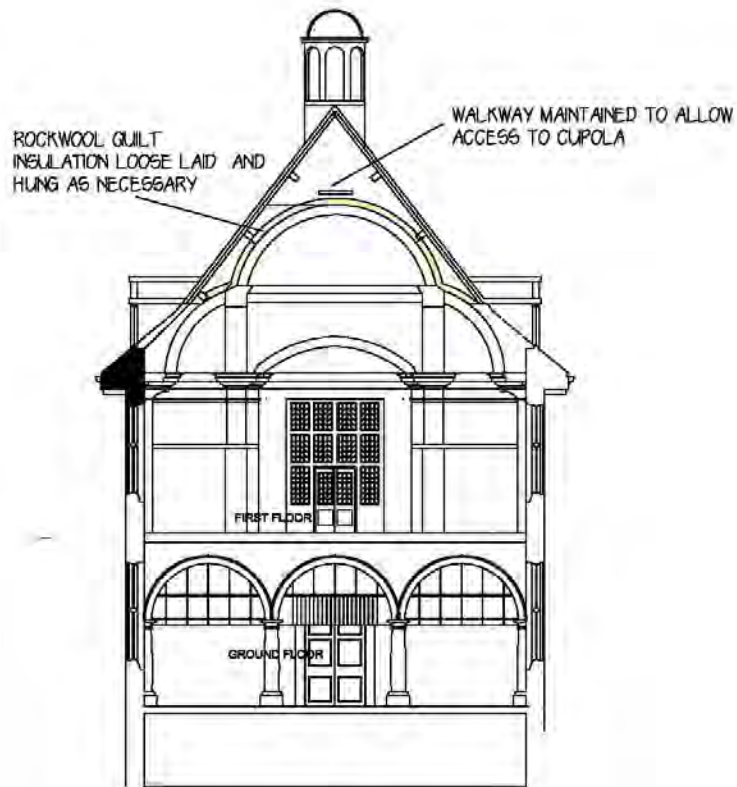 ROCKWOOL QUILT
INSULATION LOOSE LAID AND
HUNG AS NECESSARY
WALKWAY MAINTAINED TO ALLOW
ACCESS TO CUPOLA
FIRST FLOOR
GROUND FLOOR